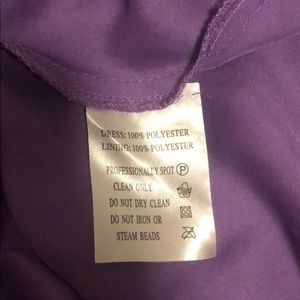 DRESS: 100% POLYESTER
LINING: 100% POLYESTER
PROFESSIONALLY SPOT P
CLEAN ONLY
DO NOT DRY CLEAN
DO NOT IRON OR
STEAM BEADS